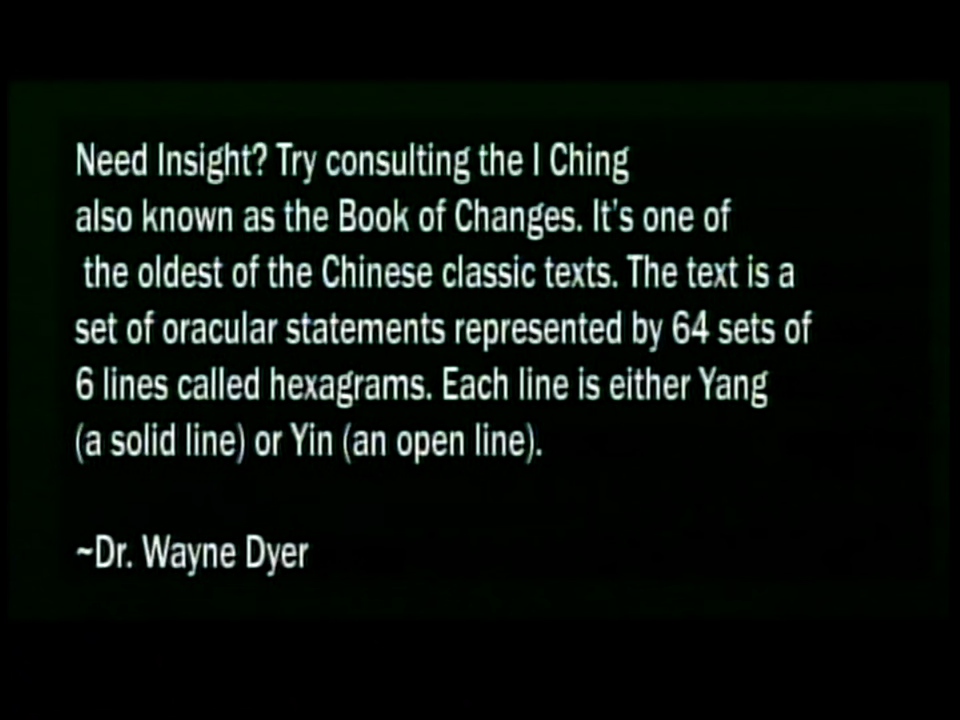 Need Insight? Try consulting the I Ching
also known as the Book of Changes. It's one of
the oldest of the Chinese classic texts. The text is a
set of oracular statements represented by 64 sets of
6 lines called hexagrams. Each line is either Yang
(a solid line) or Yin (an open line).
~Dr. Wayne Dyer